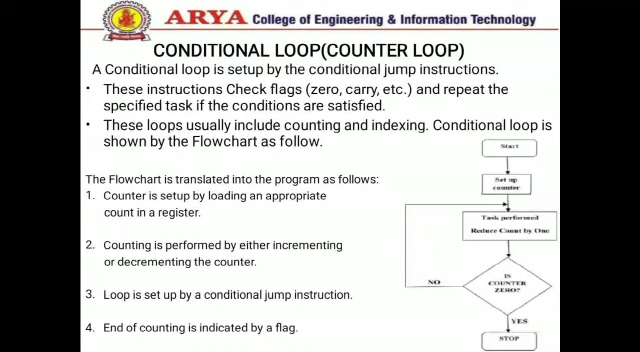 ARYA College of Engineering & Information Technology
CONDITIONAL LOOP(COUNTER LOOP)
A Conditional loop is setup by the conditional jump instructions.
• These instructions Check flags (zero, carry, etc.) and repeat the
specified task if the conditions are satisfied.
• These loops usually include counting and indexing. Conditional loop is
shown by the Flowchart as follow.
The Flowchart is translated into the program as follows:
1. Counter is setup by loading an appropriate
count in a register.
2. Counting is performed by either incrementing
or decrementing the counter.
3. Loop is set up by a conditional jump instruction.
4. End of counting is indicated by a flag.
Start
Set up
counter
Task performed
Reduce Count by One
IS
COUNTER
ZERO?
NO
YES
STOP